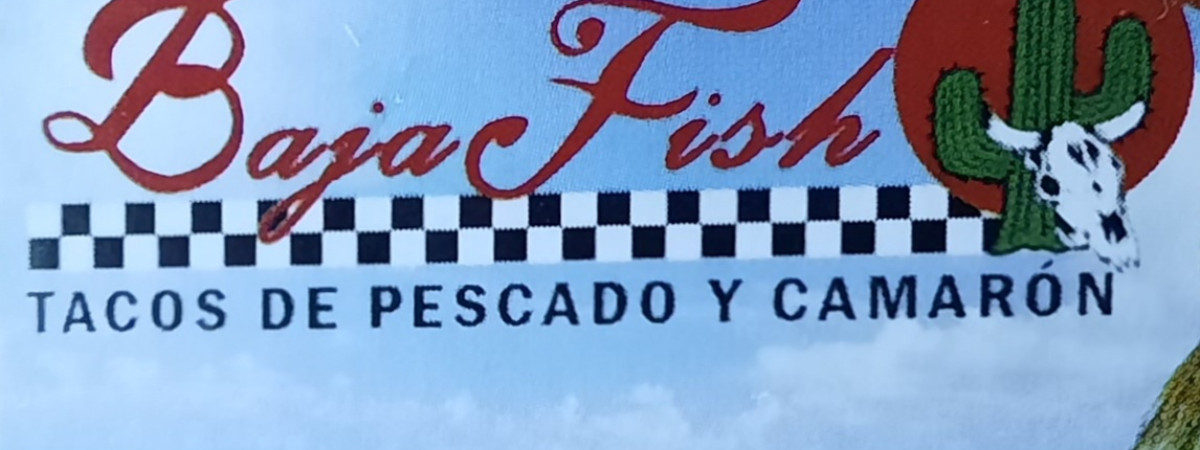 Baja Fish
TACOS DE PESCADO Y CAMARÓN